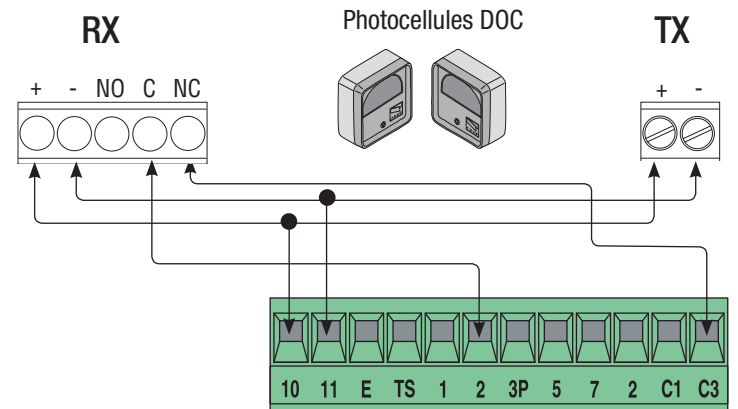 Photocellules DOC
RX
TX
+ - NO C NC
+ -
10 11 E TS 1 2 3P 5 7 2 C1 C3